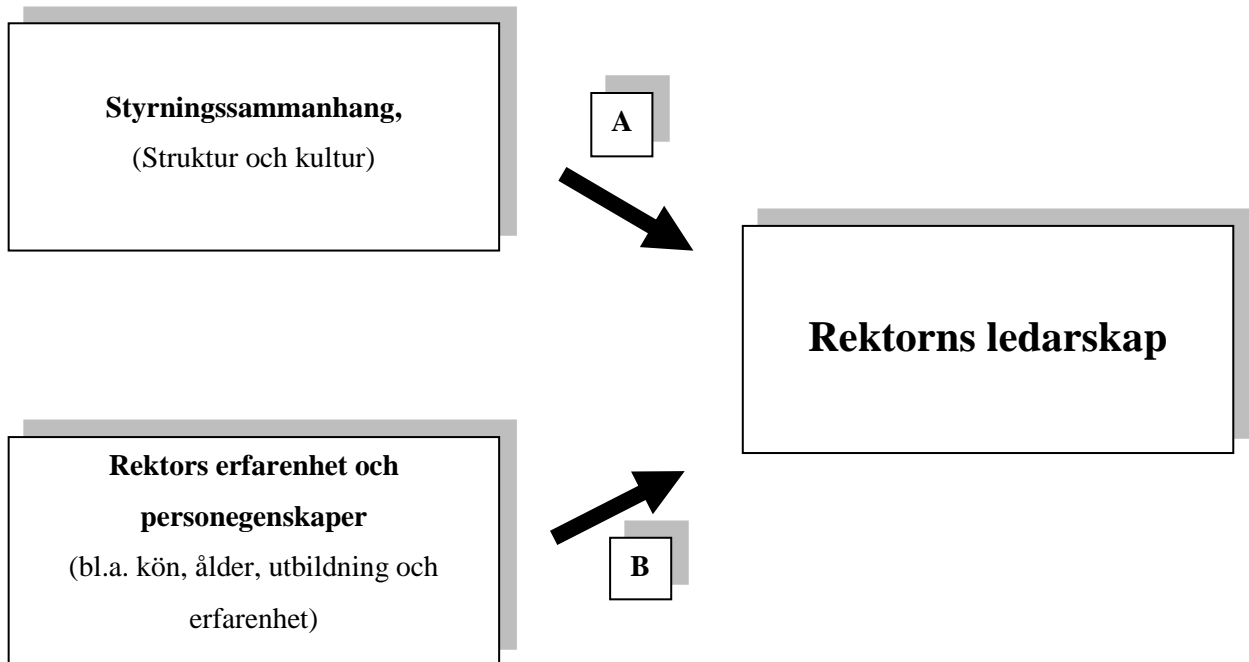 Styrningssammanhang,
(Struktur och kultur)
A
Rektorns ledarskap
Rektors erfarenhet och
personegenskaper
(bl.a. kön, ålder, utbildning och
erfarenhet)
B